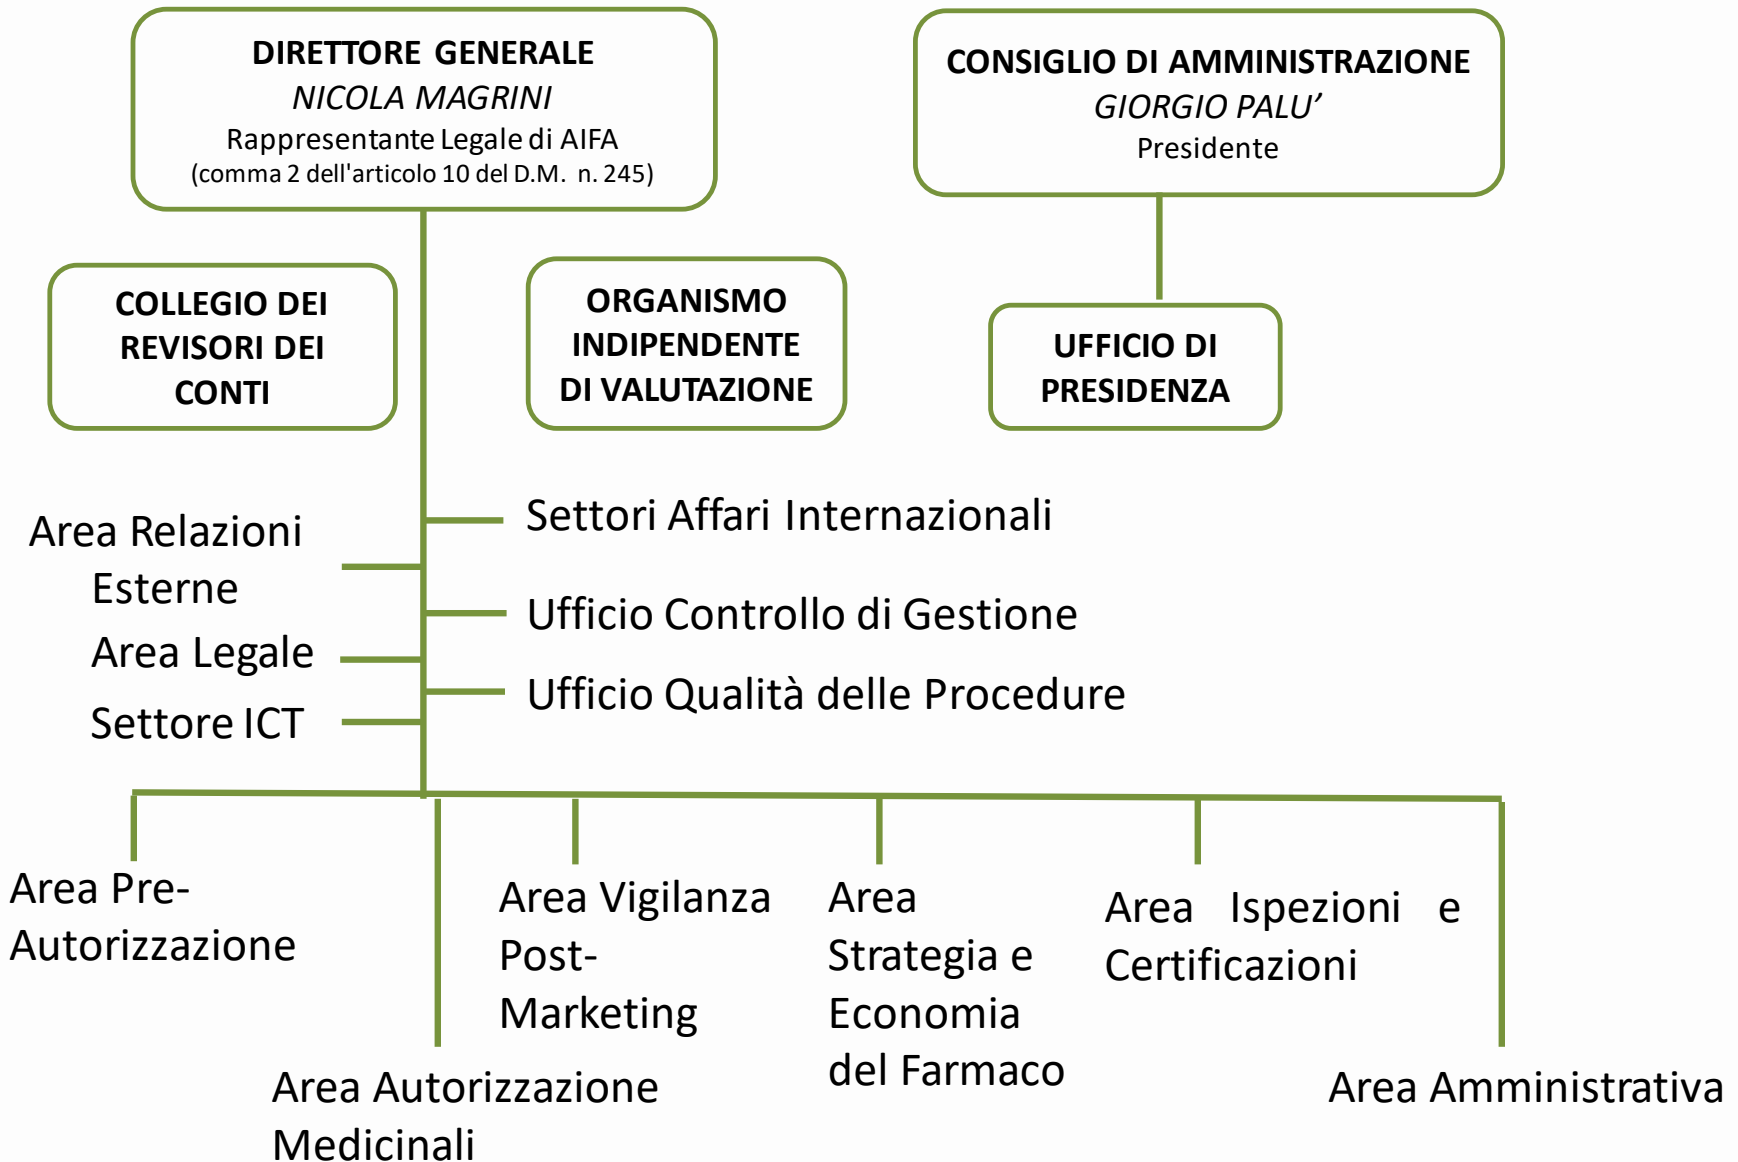 DIRETTORE GENERALE
NICOLA MAGRINI
Rappresentante Legale di AIFA
(comma 2 dell'articolo 10 del D.M. n. 245)
CONSIGLIO DI AMMINISTRAZIONE
GIORGIO PALU’
Presidente
COLLEGIO DEI
REVISORI DEI
CONTI
ORGANISMO
INDIPENDENTE
DI VALUTAZIONE
UFFICIO DI
PRESIDENZA
Area Relazioni
Esterne
Area Legale
Settore ICT
Settori Affari Internazionali
Ufficio Controllo di Gestione
Ufficio Qualità delle Procedure
Area Pre-
Autorizzazione
Area Autorizzazione
Medicinali
Area Vigilanza
Post-
Marketing
Area
Strategia e
Economia
del Farmaco
Area Ispezioni e
Certificazioni
Area Amministrativa